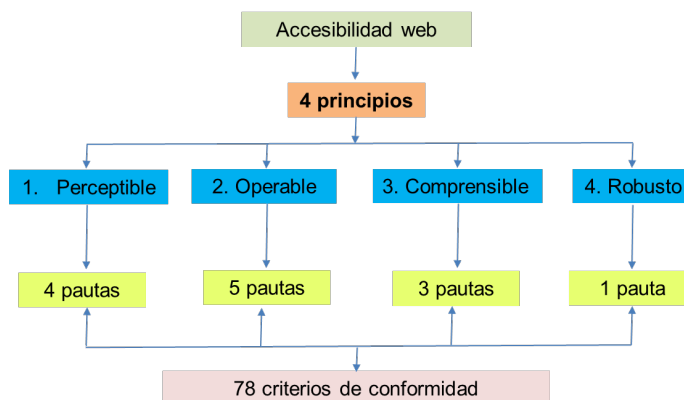 Accesibilidad web
4 principios
1. Perceptible
2. Operable
3. Comprensible
4. Robusto
4 pautas
5 pautas
3 pautas
1 pauta
78 criterios de conformidad